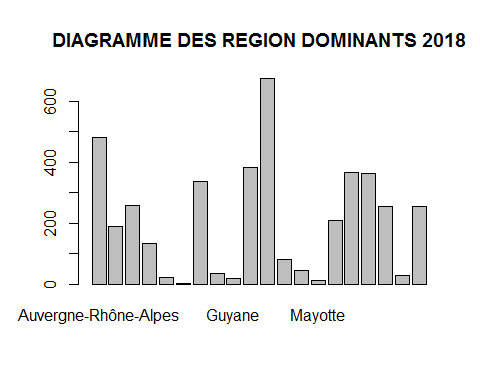 DIAGRAMME DES REGION DOMINANTS 2018
600
400
200
0
Auvergne-Rhône-Alpes Guyane Mayotte